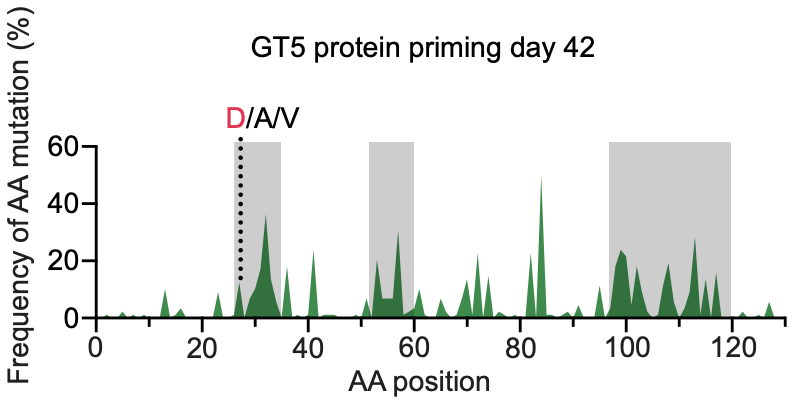 GT5 protein priming day 42
D/A/V
Frequency of AA mutation (%)
60
40
20
0
0 20 40 60 80 100 120
AA position